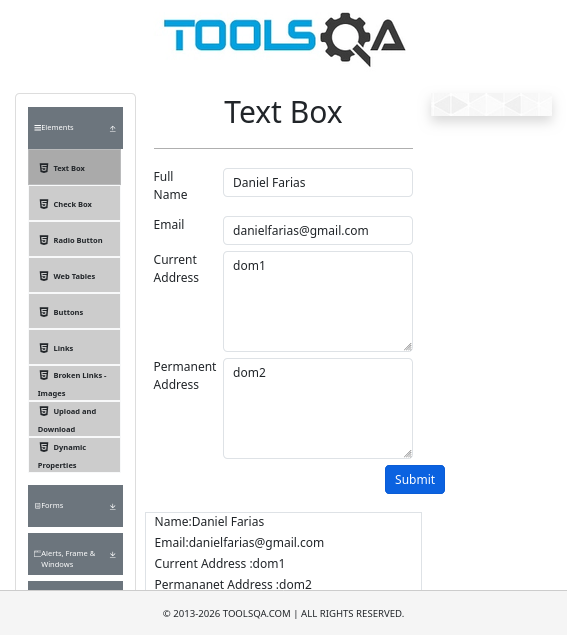 TOOLSQA
Elements
Text Box
Check Box
Radio Button
Web Tables
Buttons
Links
Broken Links -
Images
Upload and
Download
Dynamic
Properties
Forms
Alerts, Frame &
Windows
Text Box
Full
Name
Daniel Farias
Email
danielfarias@gmail.com
Current
Address
dom1
Permanent
Address
dom2
Submit
Name:Daniel Farias
Email:danielfarias@gmail.com
Current Address :dom1
Permananet Address :dom2
© 2013-2026 TOOLSQA.COM | ALL RIGHTS RESERVED.